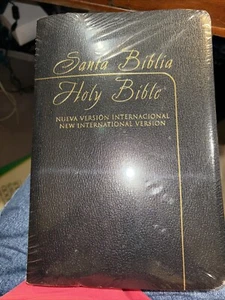 Santa Biblia
Holy Bible
NUEVA VERSIÓN INTERNACIONAL
NEW INTERNATIONAL VERSION